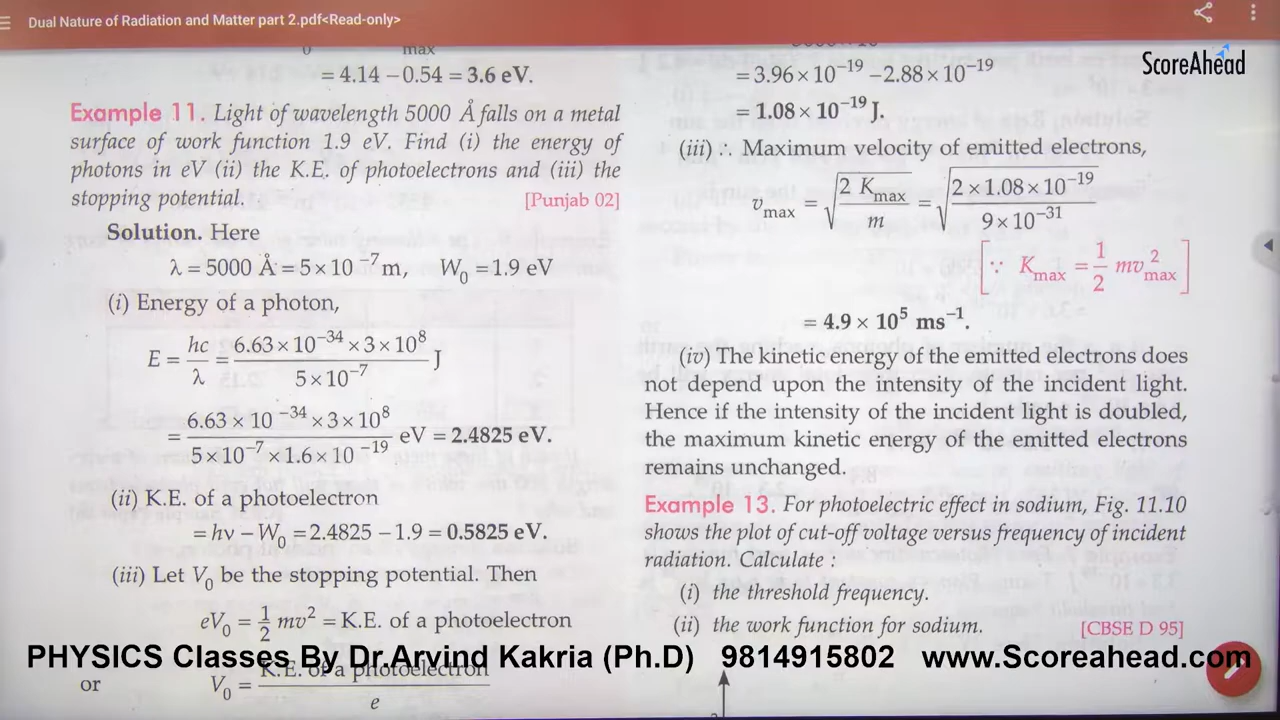 Dual Nature of Radiation and Matter part 2.pdf<Read-only>
ScoreAhead
0 max
= 4.14 − 0.54 = 3.6 eV.
Example 11. Light of wavelength 5000 Å falls on a metal
surface of work function 1.9 eV. Find (i) the energy of
photons in eV (ii) the K.E. of photoelectrons and (iii) the
stopping potential. [Punjab 02]
Solution. Here
λ = 5000 Å = 5 × 10⁻⁷ m, W₀ = 1.9 eV
(i) Energy of a photon,
E = hc / λ = 6.63 × 10⁻³⁴ × 3 × 10⁸ / 5 × 10⁻⁷ J
= 6.63 × 10⁻³⁴ × 3 × 10⁸ / 5 × 10⁻⁷ × 1.6 × 10⁻¹⁹ eV = 2.4825 eV.
(ii) K.E. of a photoelectron
= hν − W₀ = 2.4825 − 1.9 = 0.5825 eV.
(iii) Let V₀ be the stopping potential. Then
eV₀ = 1/2 mv² = K.E. of a photoelectron
or V₀ = K.E. of a photoelectron / e
= 3.96 × 10⁻¹⁹ − 2.88 × 10⁻¹⁹
= 1.08 × 10⁻¹⁹ J.
(iii) ∴ Maximum velocity of emitted electrons,
v_max = √(2 K_max / m) = √(2 × 1.08 × 10⁻¹⁹ / 9 × 10⁻³¹)
[∵ K_max = 1/2 mv²_max]
= 4.9 × 10⁵ ms⁻¹.
(iv) The kinetic energy of the emitted electrons does
not depend upon the intensity of the incident light.
Hence if the intensity of the incident light is doubled,
the maximum kinetic energy of the emitted electrons
remains unchanged.
Example 13. For photoelectric effect in sodium, Fig. 11.10
shows the plot of cut-off voltage versus frequency of incident
radiation. Calculate :
(i) the threshold frequency.
(ii) the work function for sodium. [CBSE D 95]
PHYSICS Classes By Dr.Arvind Kakria (Ph.D) 9814915802 www.Scoreahead.com